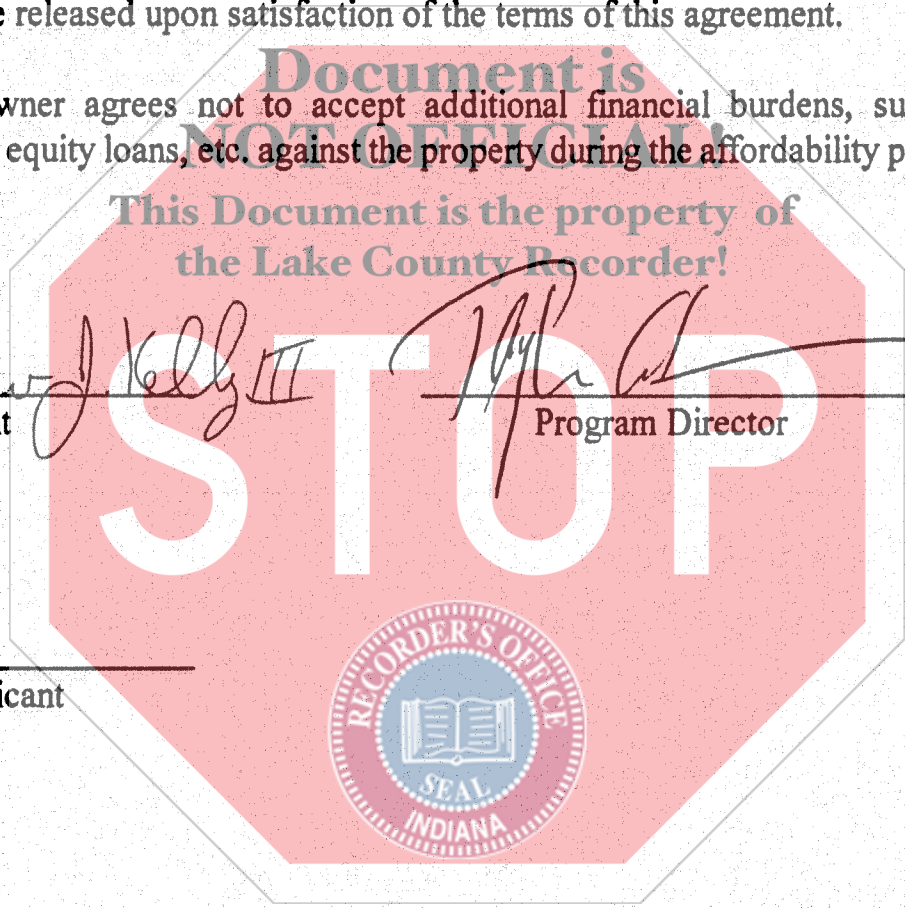 e released upon satisfaction of the terms of this agreement.
Document is
wner agrees not to accept additional financial burdens, su
NOT OFFICIAL!
equity loans, etc. against the property during the affordability p
This Document is the property of
the Lake County Recorder!
J. Kelly III
t
Program Director
STOP
icant
RECORDER'S OFFICE
SEAL
INDIANA